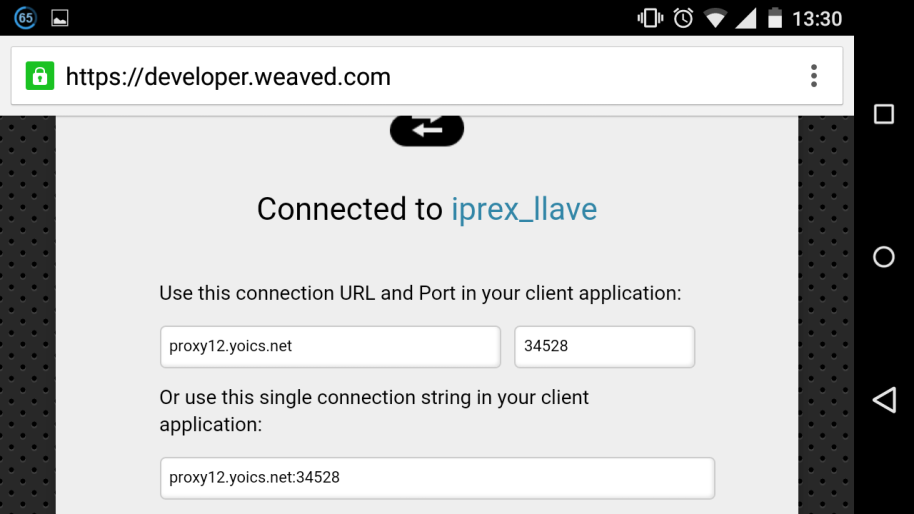 65
13:30
https://developer.weaved.com
Connected to iprex_llave
Use this connection URL and Port in your client application:
proxy12.yoics.net
34528
Or use this single connection string in your client
application:
proxy12.yoics.net:34528